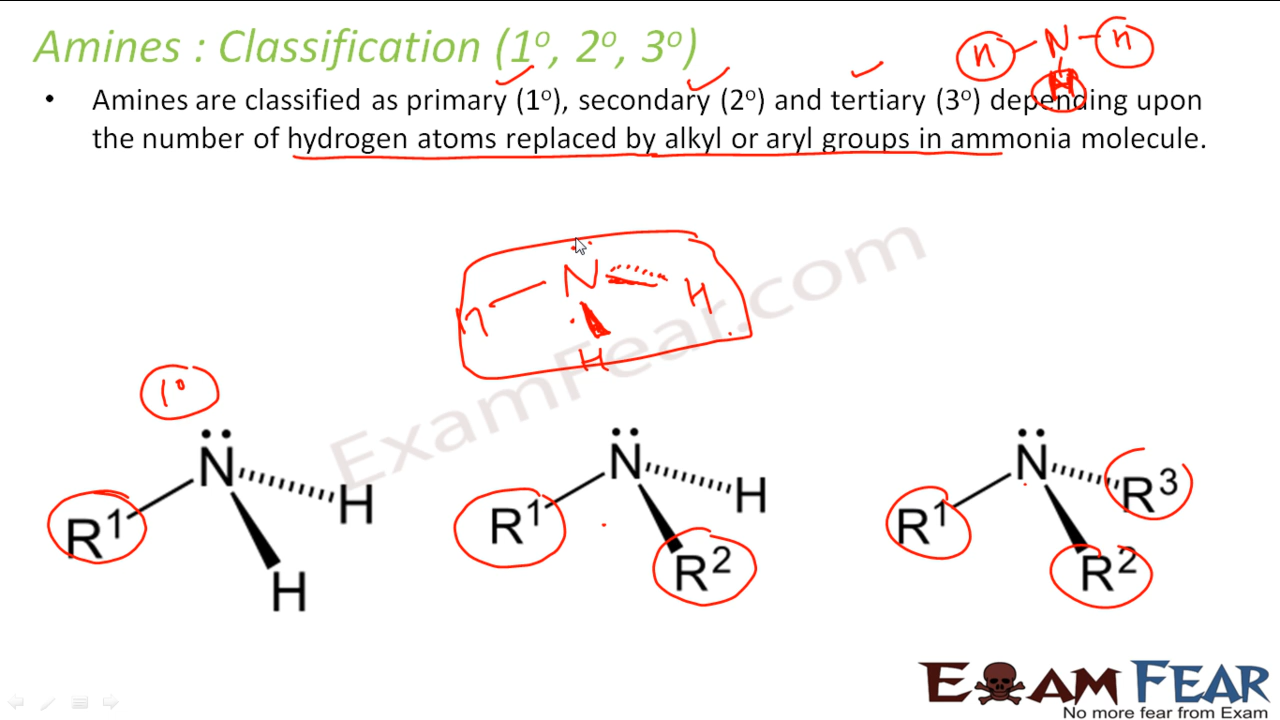 Amines : Classification (1º, 2º, 3º)
n N n
H
• Amines are classified as primary (1º), secondary (2º) and tertiary (3º) depending upon
the number of hydrogen atoms replaced by alkyl or aryl groups in ammonia molecule.
N
H
H
ExamFear.com
1º
N
R¹ H
H
N
R¹ H
R²
N
R¹ R³
R²
EXAM FEAR
No more fear from Exam